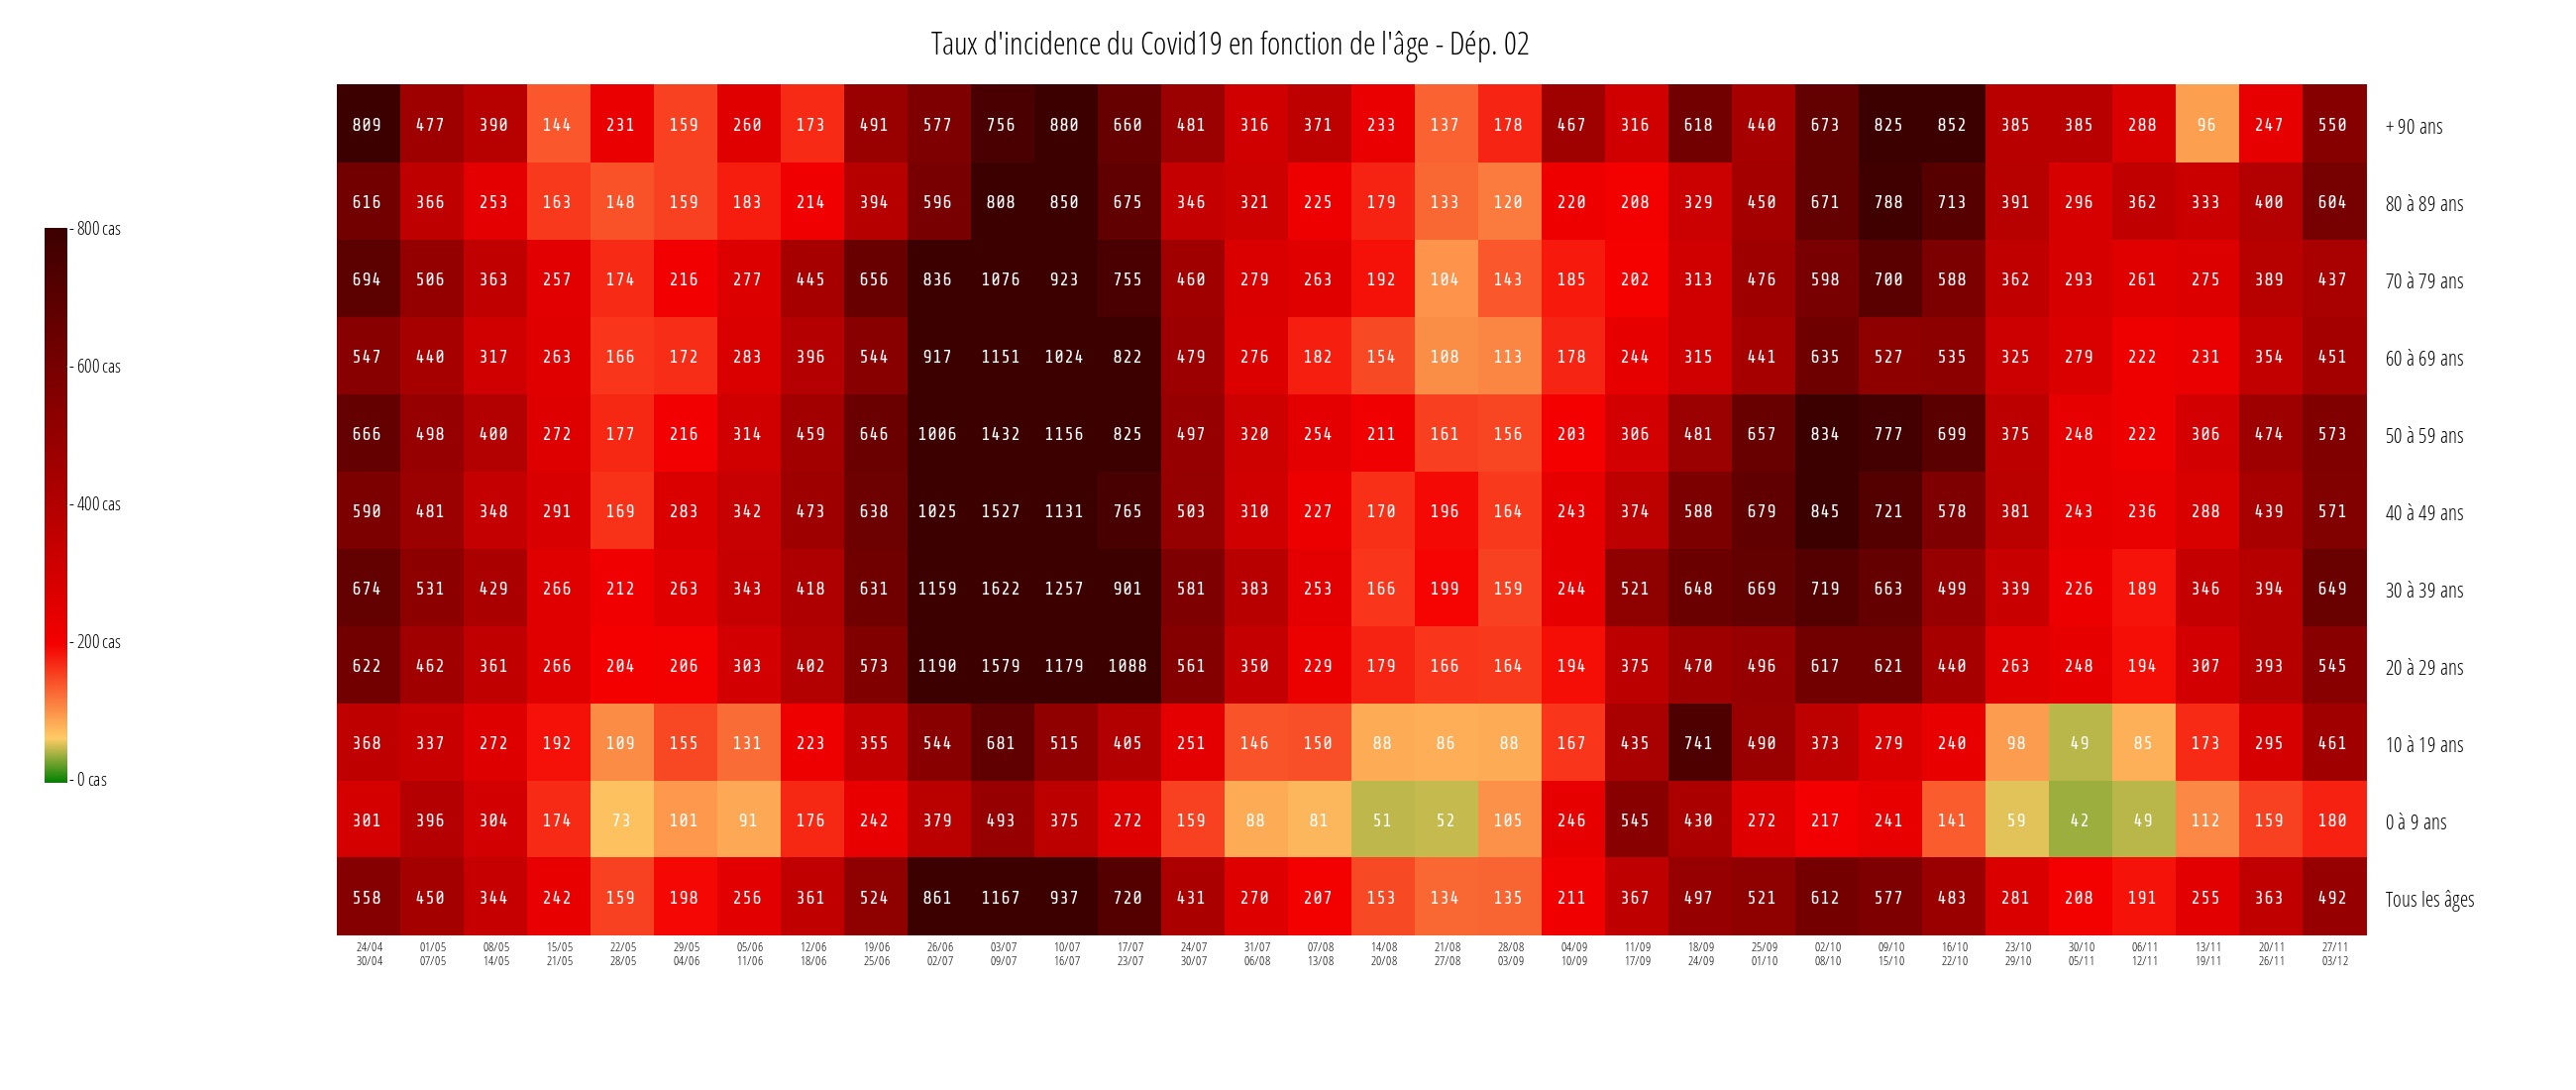 Taux d'incidence du Covid19 en fonction de l'âge - Dép. 02
809 477 390 144 231 159 260 173 491 577 756 880 660 481 316 371 233 137 178 467 316 618 440 673 825 852 385 385 288 96 247 550 + 90 ans
616 366 253 163 148 159 183 214 394 596 808 850 675 346 321 225 179 133 120 220 208 329 450 671 788 713 391 296 362 333 400 604 80 à 89 ans
694 506 363 257 174 216 277 445 656 836 1076 923 755 460 279 263 192 104 143 185 202 313 476 598 700 588 362 293 261 275 389 437 70 à 79 ans
547 440 317 263 166 172 283 396 544 917 1151 1024 822 479 276 182 154 108 113 178 244 315 441 635 527 535 325 279 222 231 354 451 60 à 69 ans
666 498 400 272 177 216 314 459 646 1006 1432 1156 825 497 320 254 211 161 156 203 306 481 657 834 777 699 375 248 222 306 474 573 50 à 59 ans
590 481 348 291 169 283 342 473 638 1025 1527 1131 765 503 310 227 170 196 164 243 374 588 679 845 721 578 381 243 236 288 439 571 40 à 49 ans
674 531 429 266 212 263 343 418 631 1159 1622 1257 901 581 383 253 166 199 159 244 521 648 669 719 663 499 339 226 189 346 394 649 30 à 39 ans
622 462 361 266 204 206 303 402 573 1190 1579 1179 1088 561 350 229 179 166 164 194 375 470 496 617 621 440 263 248 194 307 393 545 20 à 29 ans
368 337 272 192 109 155 131 223 355 544 681 515 405 251 146 150 88 86 88 167 435 741 490 373 279 240 98 49 85 173 295 461 10 à 19 ans
301 396 304 174 73 101 91 176 242 379 493 375 272 159 88 81 51 52 105 246 545 430 272 217 241 141 59 42 49 112 159 180 0 à 9 ans
558 450 344 242 159 198 256 361 524 861 1167 937 720 431 270 207 153 134 135 211 367 497 521 612 577 483 281 208 191 255 363 492 Tous les âges
24/04 01/05 08/05 15/05 22/05 29/05 05/06 12/06 19/06 26/06 03/07 10/07 17/07 24/07 31/07 07/08 14/08 21/08 28/08 04/09 11/09 18/09 25/09 02/10 09/10 16/10 23/10 30/10 06/11 13/11 20/11 27/11
30/04 07/05 14/05 21/05 28/05 04/06 11/06 18/06 25/06 02/07 09/07 16/07 23/07 30/07 06/08 13/08 20/08 27/08 03/09 10/09 17/09 24/09 01/10 08/10 15/10 22/10 29/10 05/11 12/11 19/11 26/11 03/12
- 800 cas
- 600 cas
- 400 cas
- 200 cas
- 0 cas